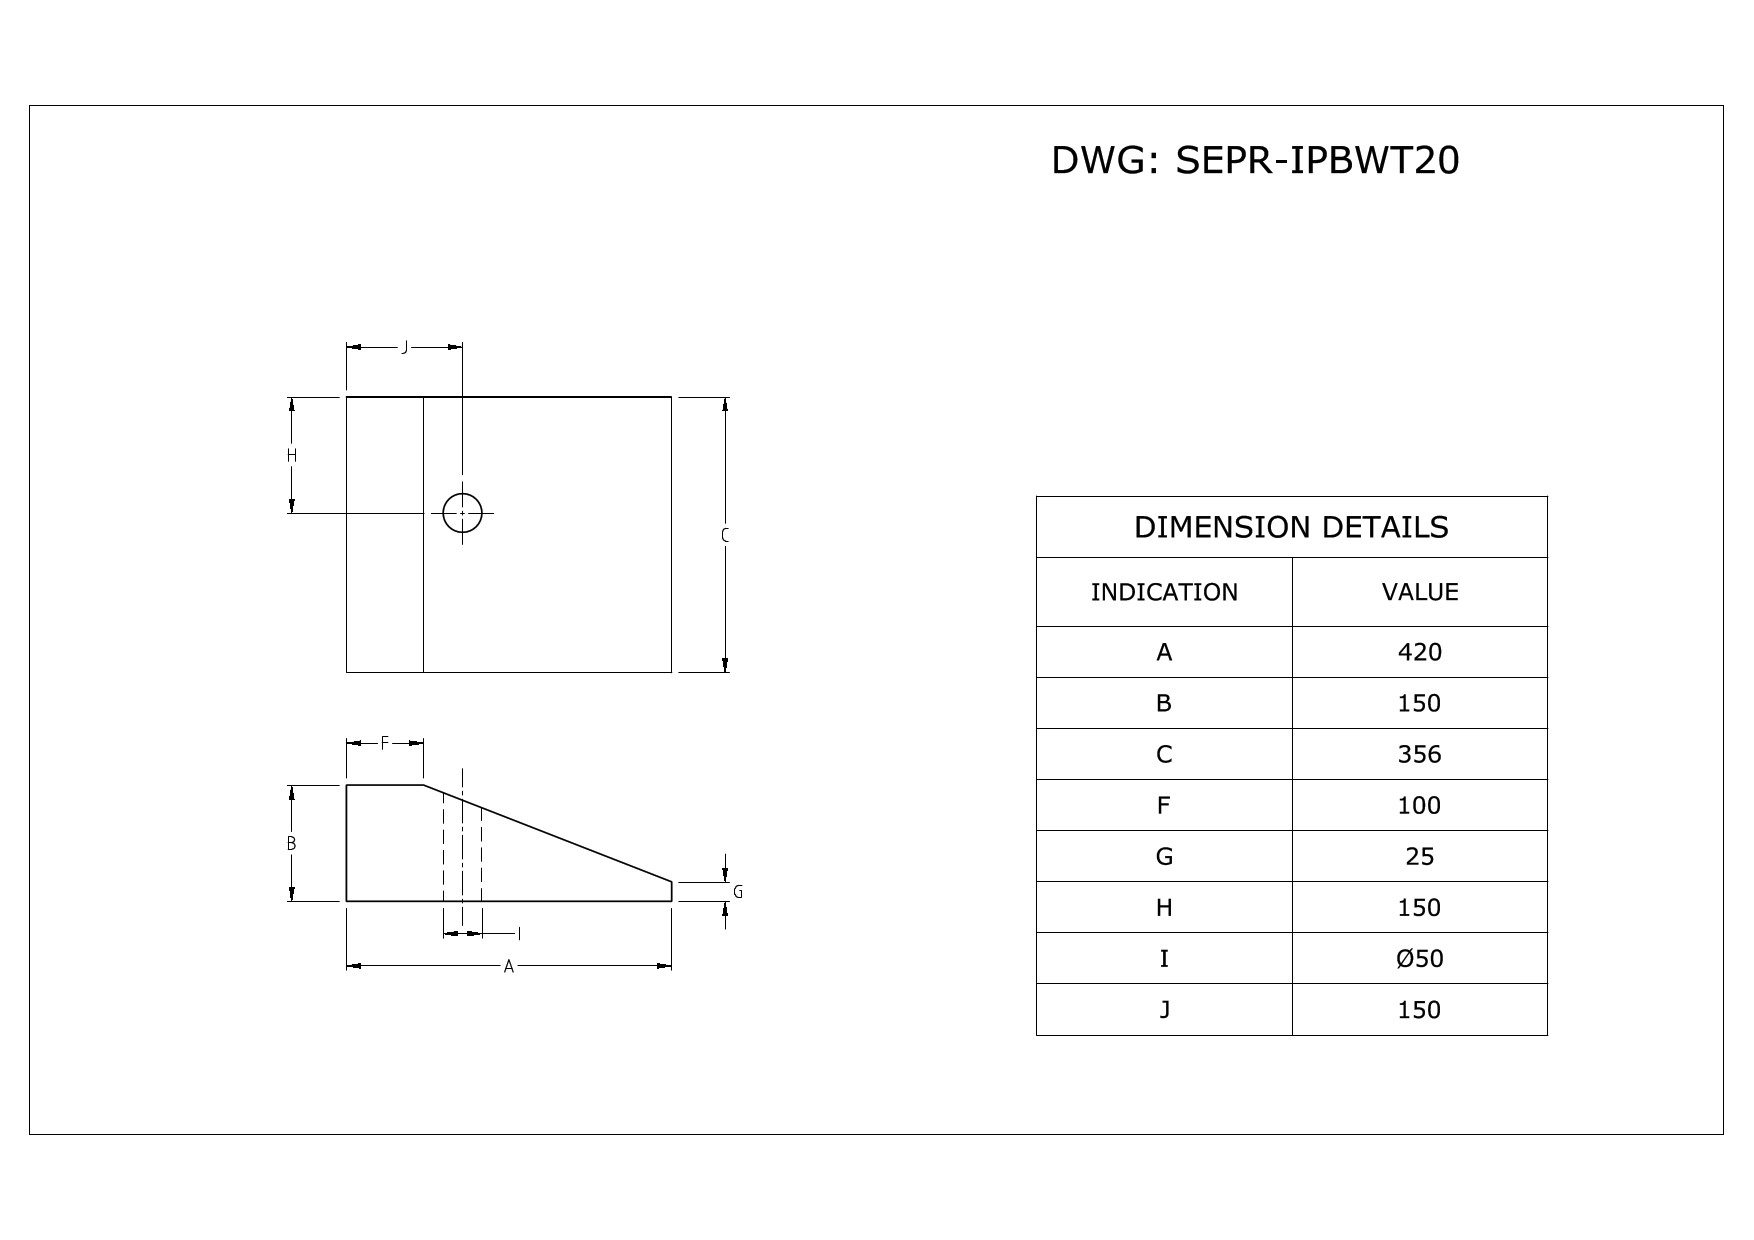 DWG: SEPR-IPBWT20
J
H
C
F
B
G
I
A
DIMENSION DETAILS
INDICATION VALUE
A 420
B 150
C 356
F 100
G 25
H 150
I Ø50
J 150